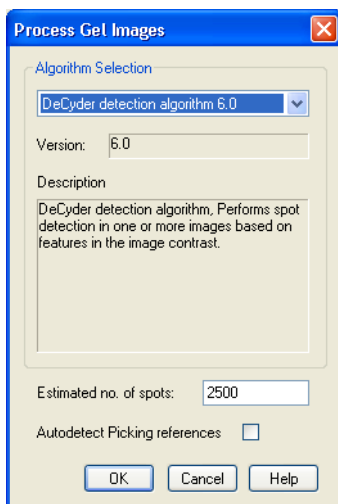 Process Gel Images
Algorithm Selection
DeCyder detection algorithm 6.0
Version: 6.0
Description
DeCyder detection algorithm, Performs spot
detection in one or more images based on
features in the image contrast.
Estimated no. of spots: 2500
Autodetect Picking references
OK Cancel Help